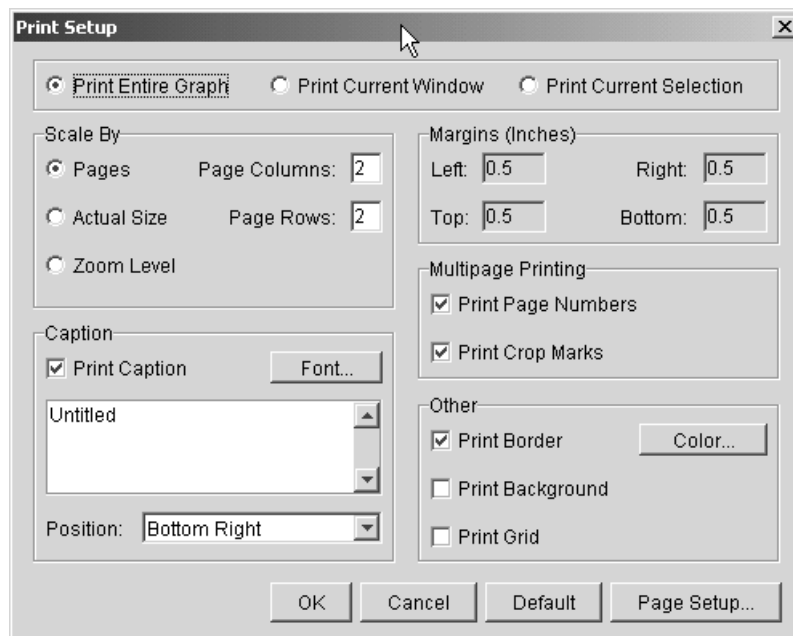 Print Setup
Print Entire Graph Print Current Window Print Current Selection
Scale By
Pages Page Columns: 2
Actual Size Page Rows: 2
Zoom Level
Margins (Inches)
Left: 0.5 Right: 0.5
Top: 0.5 Bottom: 0.5
Multipage Printing
Print Page Numbers
Print Crop Marks
Caption
Print Caption Font...
Untitled
Position: Bottom Right
Other
Print Border Color...
Print Background
Print Grid
OK Cancel Default Page Setup...